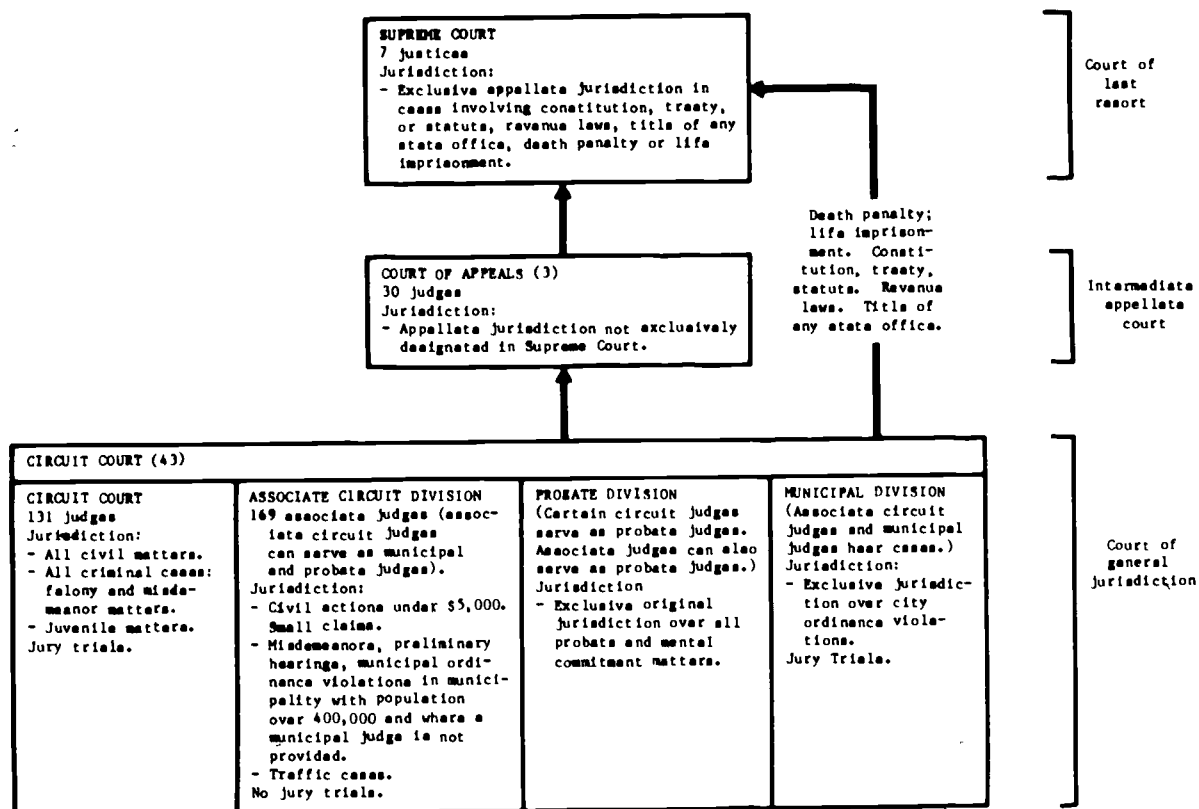 SUPREME COURT
7 justices
Jurisdiction:
- Exclusive appellate jurisdiction in
cases involving constitution, treaty,
or statute, revenue laws, title of any
state office, death penalty or life
imprisonment.
Court of
last
resort
Death penalty;
life imprison-
ment. Consti-
tution, treaty,
statute. Revenue
laws. Title of
any state office.
COURT OF APPEALS (3)
30 judges
Jurisdiction:
- Appellate jurisdiction not exclusively
designated in Supreme Court.
Intermediate
appellate
court
CIRCUIT COURT (43)
CIRCUIT COURT
131 judges
Jurisdiction:
- All civil matters.
- All criminal cases:
felony and misde-
meanor matters.
- Juvenile matters.
Jury trials.
ASSOCIATE CIRCUIT DIVISION
169 associate judges (assoc-
iate circuit judges
can serve as municipal
and probate judges).
Jurisdiction:
- Civil actions under $5,000.
Small claims.
- Misdemeanors, preliminary
hearings, municipal ordi-
nance violations in munici-
pality with population
over 400,000 and where a
municipal judge is not
provided.
- Traffic cases.
No jury trials.
PROBATE DIVISION
(Certain circuit judges
serve as probate judges.
Associate judges can also
serve as probate judges.)
Jurisdiction
- Exclusive original
jurisdiction over all
probate and mental
commitment matters.
MUNICIPAL DIVISION
(Associate circuit
judges and municipal
judges hear cases.)
Jurisdiction:
- Exclusive jurisdic-
tion over city
ordinance viola-
tions.
Jury Trials.
Court of
general
jurisdiction